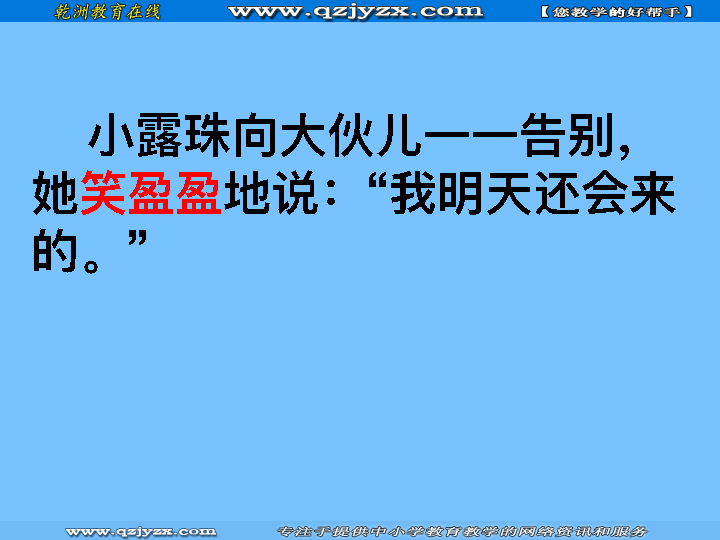 乾洲教育在线 www.qzjyzx.com 【您教学的好帮手】
小露珠向大伙儿一一告别，
她笑盈盈地说：“我明天还会来
的。”
www.qzjyzx.com 专注于提供中小学教育教学的网络资讯和服务